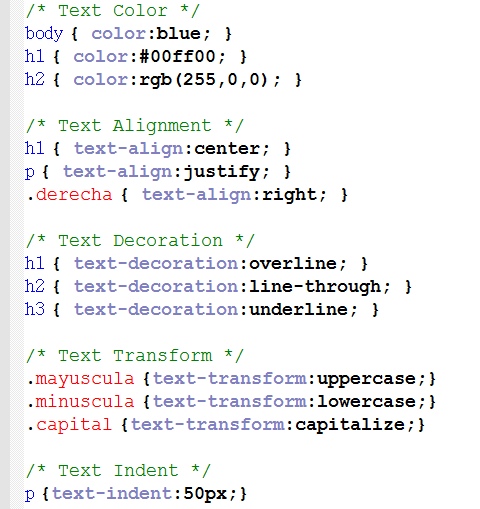 /* Text Color */
body { color:blue; }
h1 { color:#00ff00; }
h2 { color:rgb(255,0,0); }
/* Text Alignment */
h1 { text-align:center; }
p { text-align:justify; }
.derecha { text-align:right; }
/* Text Decoration */
h1 { text-decoration:overline; }
h2 { text-decoration:line-through; }
h3 { text-decoration:underline; }
/* Text Transform */
.mayuscula {text-transform:uppercase;}
.minuscula {text-transform:lowercase;}
.capital {text-transform:capitalize;}
/* Text Indent */
p {text-indent:50px;}